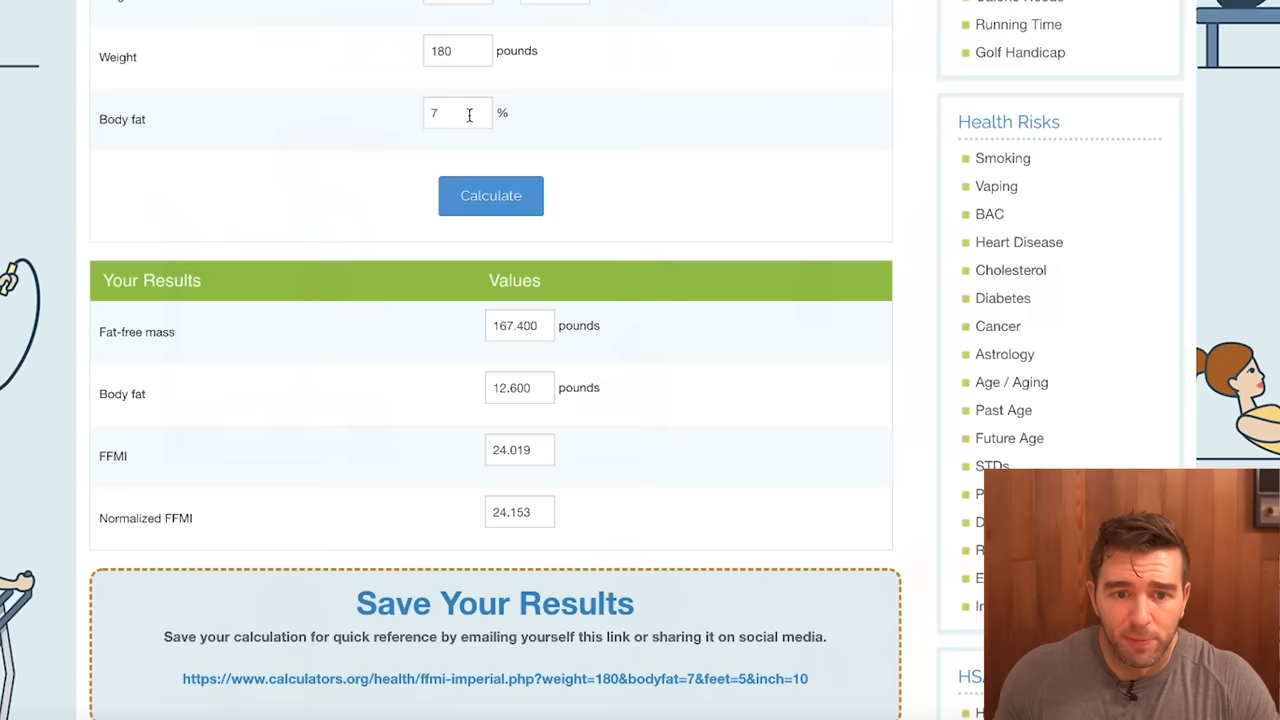 Running Time
Golf Handicap
Weight
180
pounds
Body fat
7
%
Calculate
Your Results
Values
Fat-free mass
167.400
pounds
Body fat
12.600
pounds
FFMI
24.019
Normalized FFMI
24.153
Save Your Results
Save your calculation for quick reference by emailing yourself this link or sharing it on social media.
https://www.calculators.org/health/ffmi-imperial.php?weight=180&bodyfat=7&feet=5&inch=10
Health Risks
Smoking
Vaping
BAC
Heart Disease
Cholesterol
Diabetes
Cancer
Astrology
Age / Aging
Past Age
Future Age
STDs